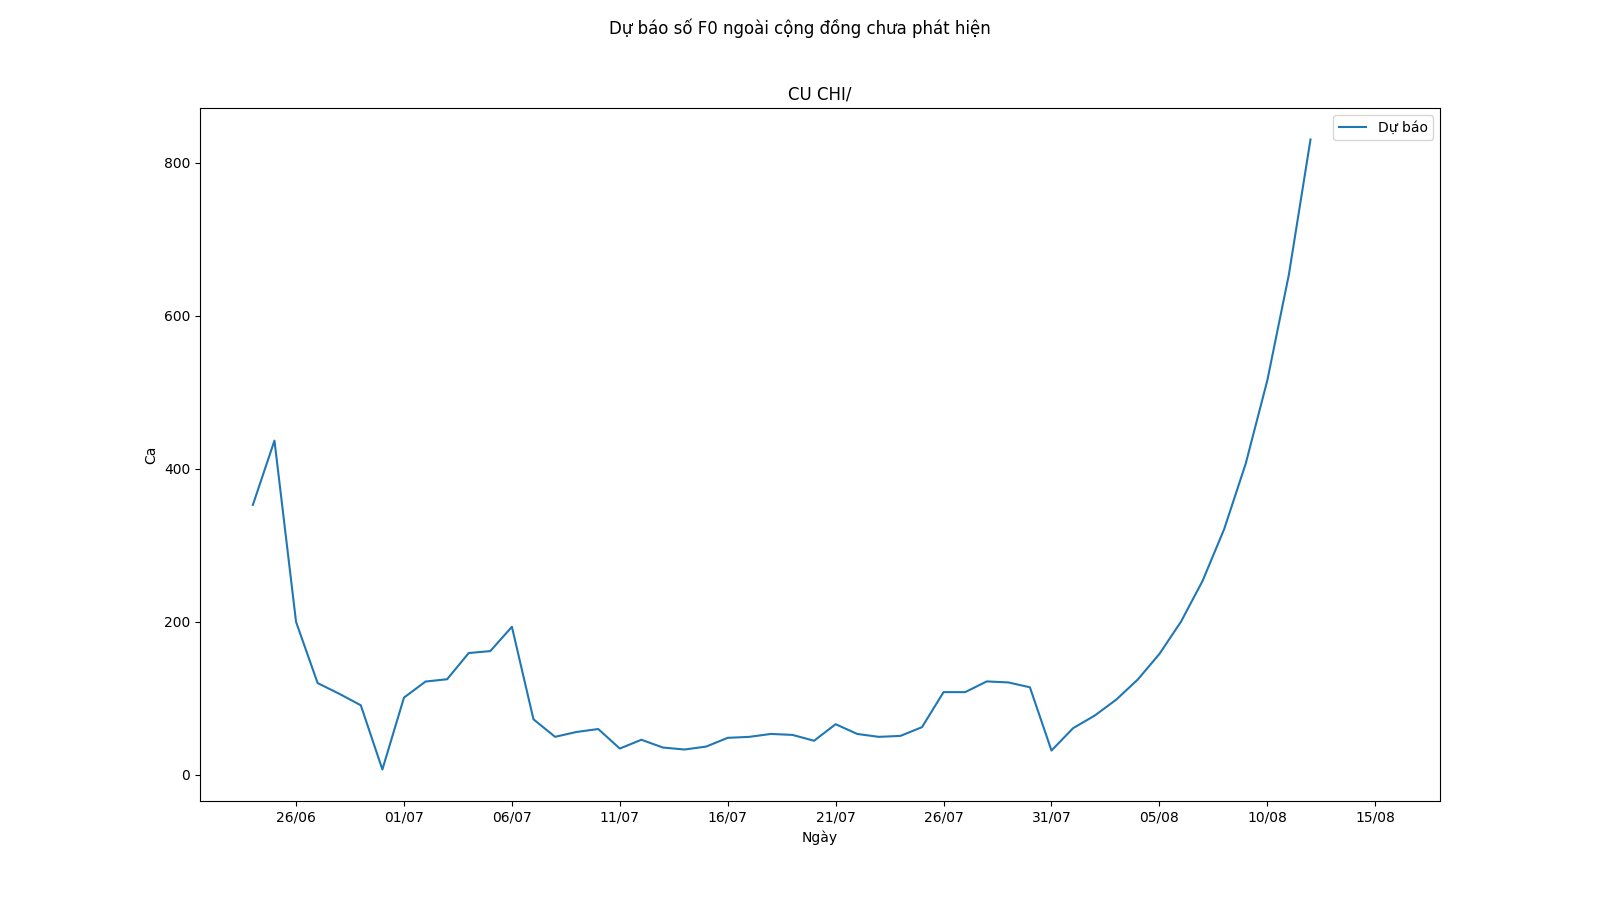 Dự báo số F0 ngoài cộng đồng chưa phát hiện
CU CHI/
Dự báo
800
600
400
200
0
Ca
26/06 01/07 06/07 11/07 16/07 21/07 26/07 31/07 05/08 10/08 15/08
Ngày